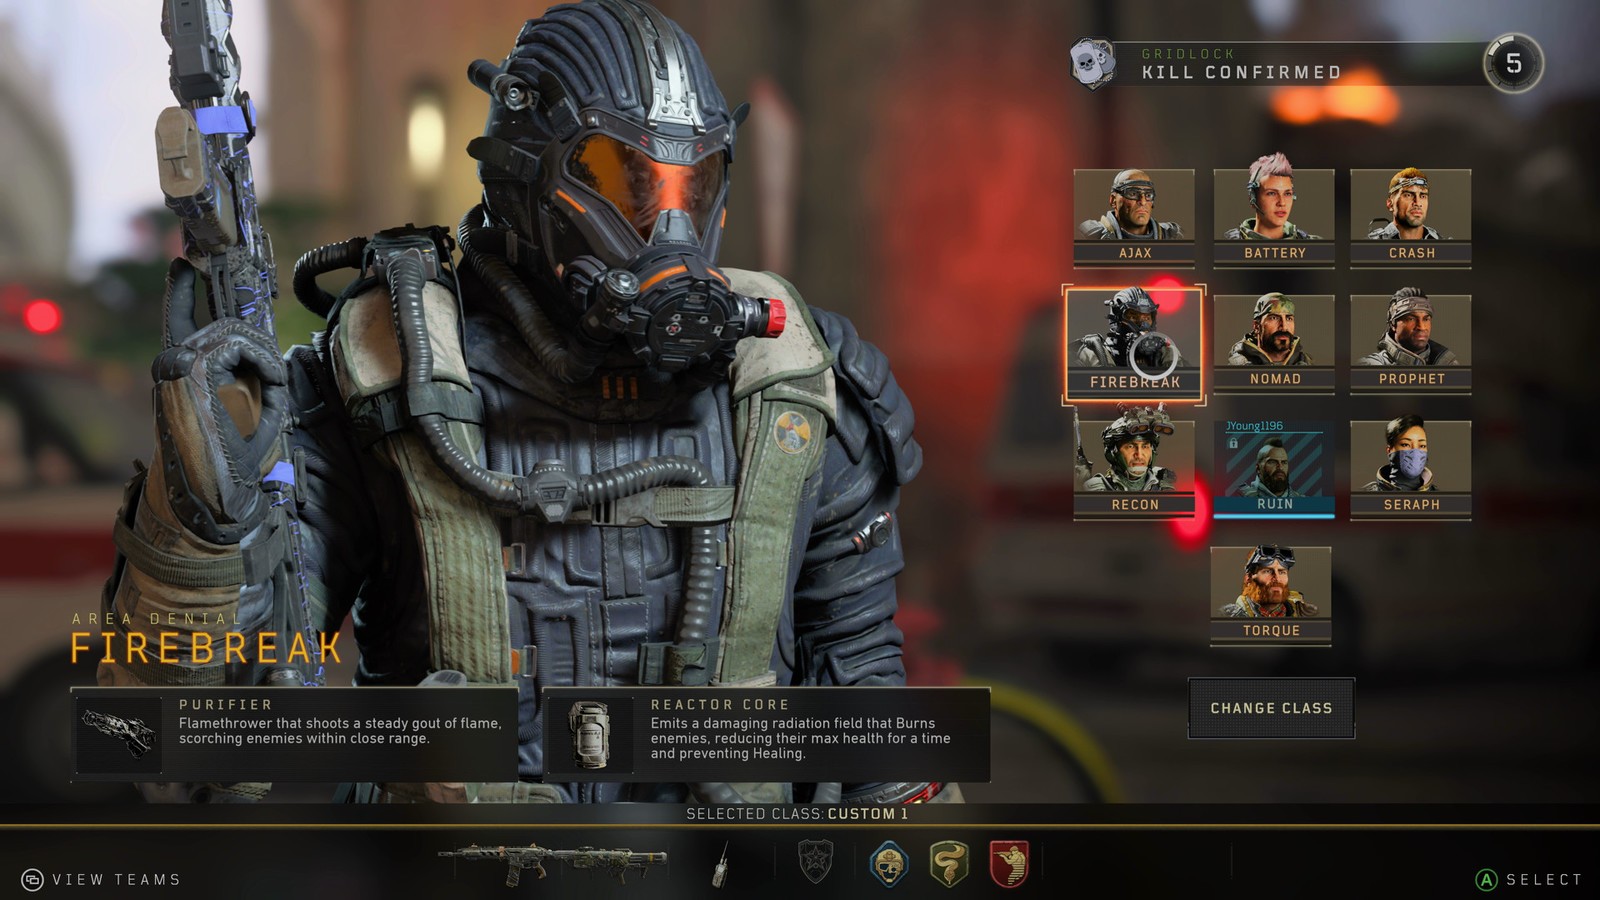 GRIDLOCK
KILL CONFIRMED
5
AJAX
BATTERY
CRASH
FIREBREAK
NOMAD
PROPHET
RECON
JYoung1196
RUIN
SERAPH
TORQUE
CHANGE CLASS
AREA DENIAL
FIREBREAK
PURIFIER
Flamethrower that shoots a steady gout of flame,
scorching enemies within close range.
REACTOR CORE
Emits a damaging radiation field that Burns
enemies, reducing their max health for a time
and preventing Healing.
SELECTED CLASS: CUSTOM 1
VIEW TEAMS
A SELECT